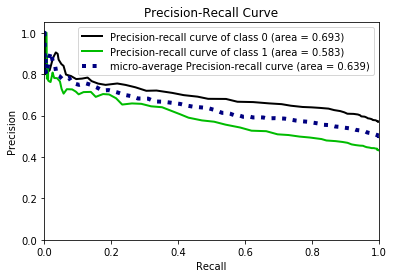 Precision-Recall Curve
Precision-recall curve of class 0 (area = 0.693)
Precision-recall curve of class 1 (area = 0.583)
micro-average Precision-recall curve (area = 0.639)
Precision
1.0
0.8
0.6
0.4
0.2
0.0
0.0 0.2 0.4 0.6 0.8 1.0
Recall